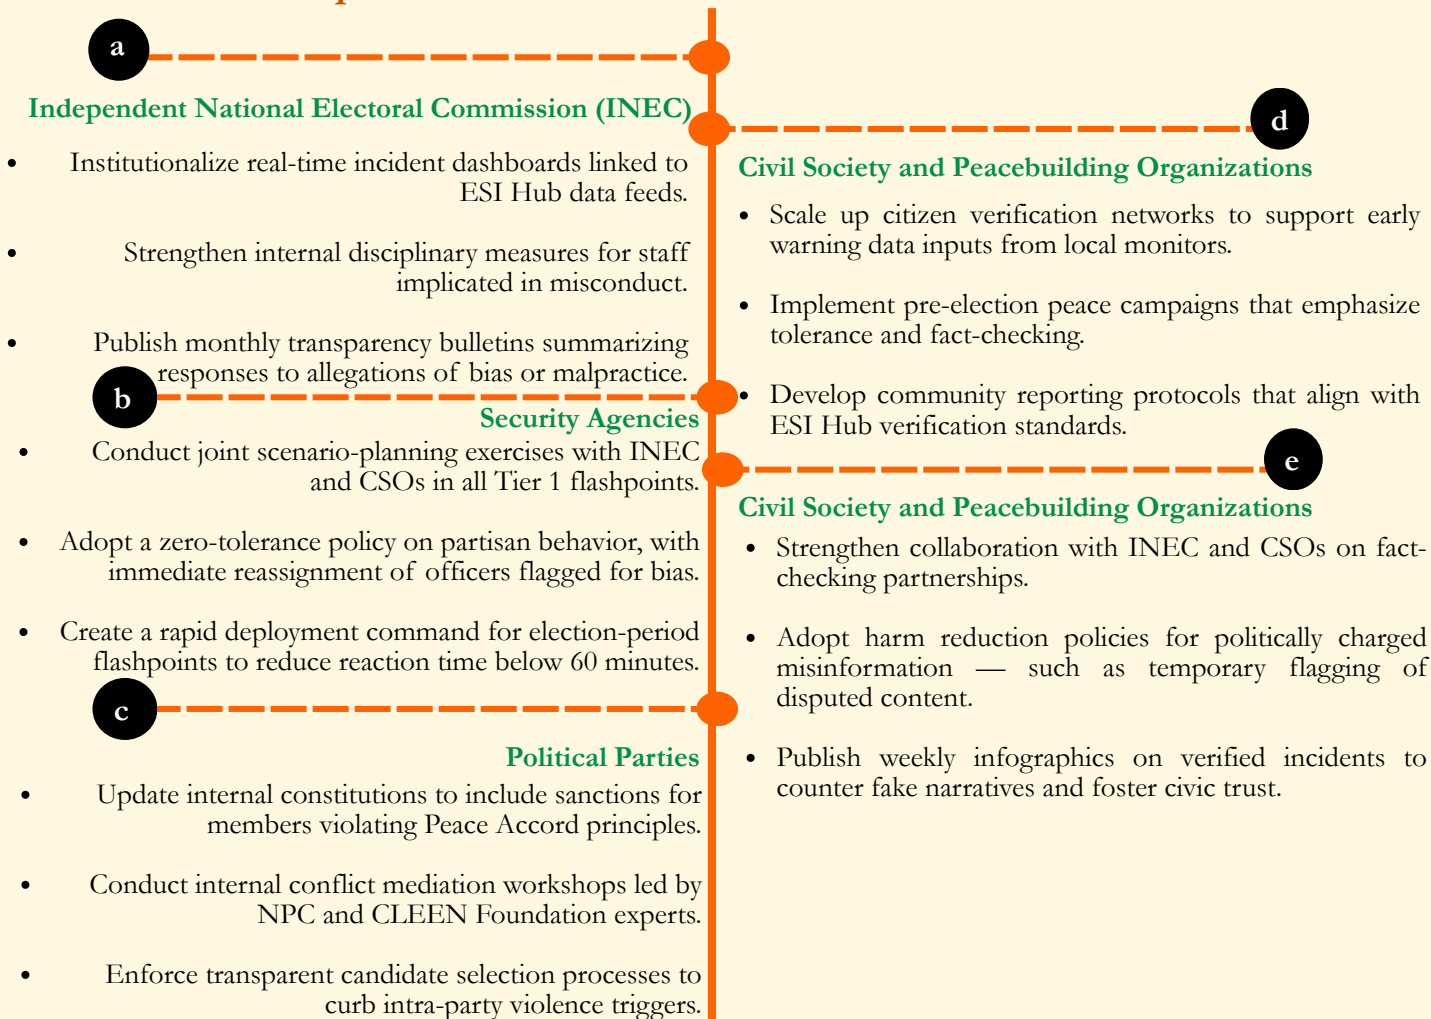 a
Independent National Electoral Commission (INEC)
• Institutionalize real-time incident dashboards linked to
ESI Hub data feeds.
• Strengthen internal disciplinary measures for staff
implicated in misconduct.
• Publish monthly transparency bulletins summarizing
responses to allegations of bias or malpractice.
b
Security Agencies
• Conduct joint scenario-planning exercises with INEC
and CSOs in all Tier 1 flashpoints.
• Adopt a zero-tolerance policy on partisan behavior, with
immediate reassignment of officers flagged for bias.
• Create a rapid deployment command for election-period
flashpoints to reduce reaction time below 60 minutes.
c
Political Parties
• Update internal constitutions to include sanctions for
members violating Peace Accord principles.
• Conduct internal conflict mediation workshops led by
NPC and CLEEN Foundation experts.
• Enforce transparent candidate selection processes to
curb intra-party violence triggers.
d
Civil Society and Peacebuilding Organizations
• Scale up citizen verification networks to support early
warning data inputs from local monitors.
• Implement pre-election peace campaigns that emphasize
tolerance and fact-checking.
• Develop community reporting protocols that align with
ESI Hub verification standards.
e
Civil Society and Peacebuilding Organizations
• Strengthen collaboration with INEC and CSOs on fact-
checking partnerships.
• Adopt harm reduction policies for politically charged
misinformation — such as temporary flagging of
disputed content.
• Publish weekly infographics on verified incidents to
counter fake narratives and foster civic trust.